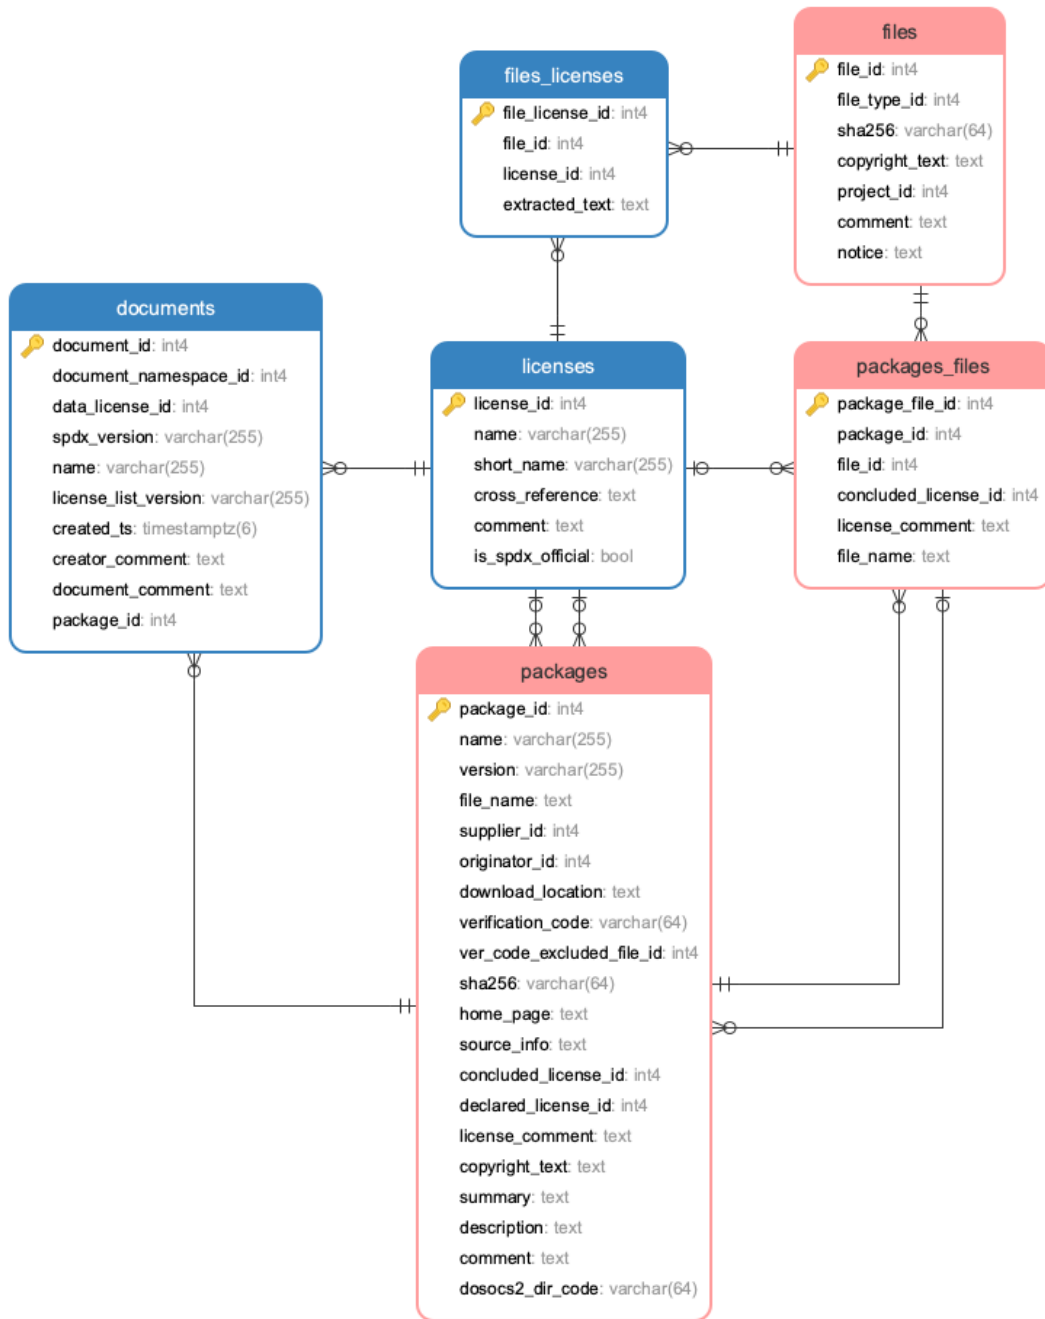 files
file_id: int4
file_type_id: int4
sha256: varchar(64)
copyright_text: text
project_id: int4
comment: text
notice: text
files_licenses
file_license_id: int4
file_id: int4
license_id: int4
extracted_text: text
documents
document_id: int4
document_namespace_id: int4
data_license_id: int4
spdx_version: varchar(255)
name: varchar(255)
license_list_version: varchar(255)
created_ts: timestamptz(6)
creator_comment: text
document_comment: text
package_id: int4
licenses
license_id: int4
name: varchar(255)
short_name: varchar(255)
cross_reference: text
comment: text
is_spdx_official: bool
packages_files
package_file_id: int4
package_id: int4
file_id: int4
concluded_license_id: int4
license_comment: text
file_name: text
packages
package_id: int4
name: varchar(255)
version: varchar(255)
file_name: text
supplier_id: int4
originator_id: int4
download_location: text
verification_code: varchar(64)
ver_code_excluded_file_id: int4
sha256: varchar(64)
home_page: text
source_info: text
concluded_license_id: int4
declared_license_id: int4
license_comment: text
copyright_text: text
summary: text
description: text
comment: text
dosocs2_dir_code: varchar(64)